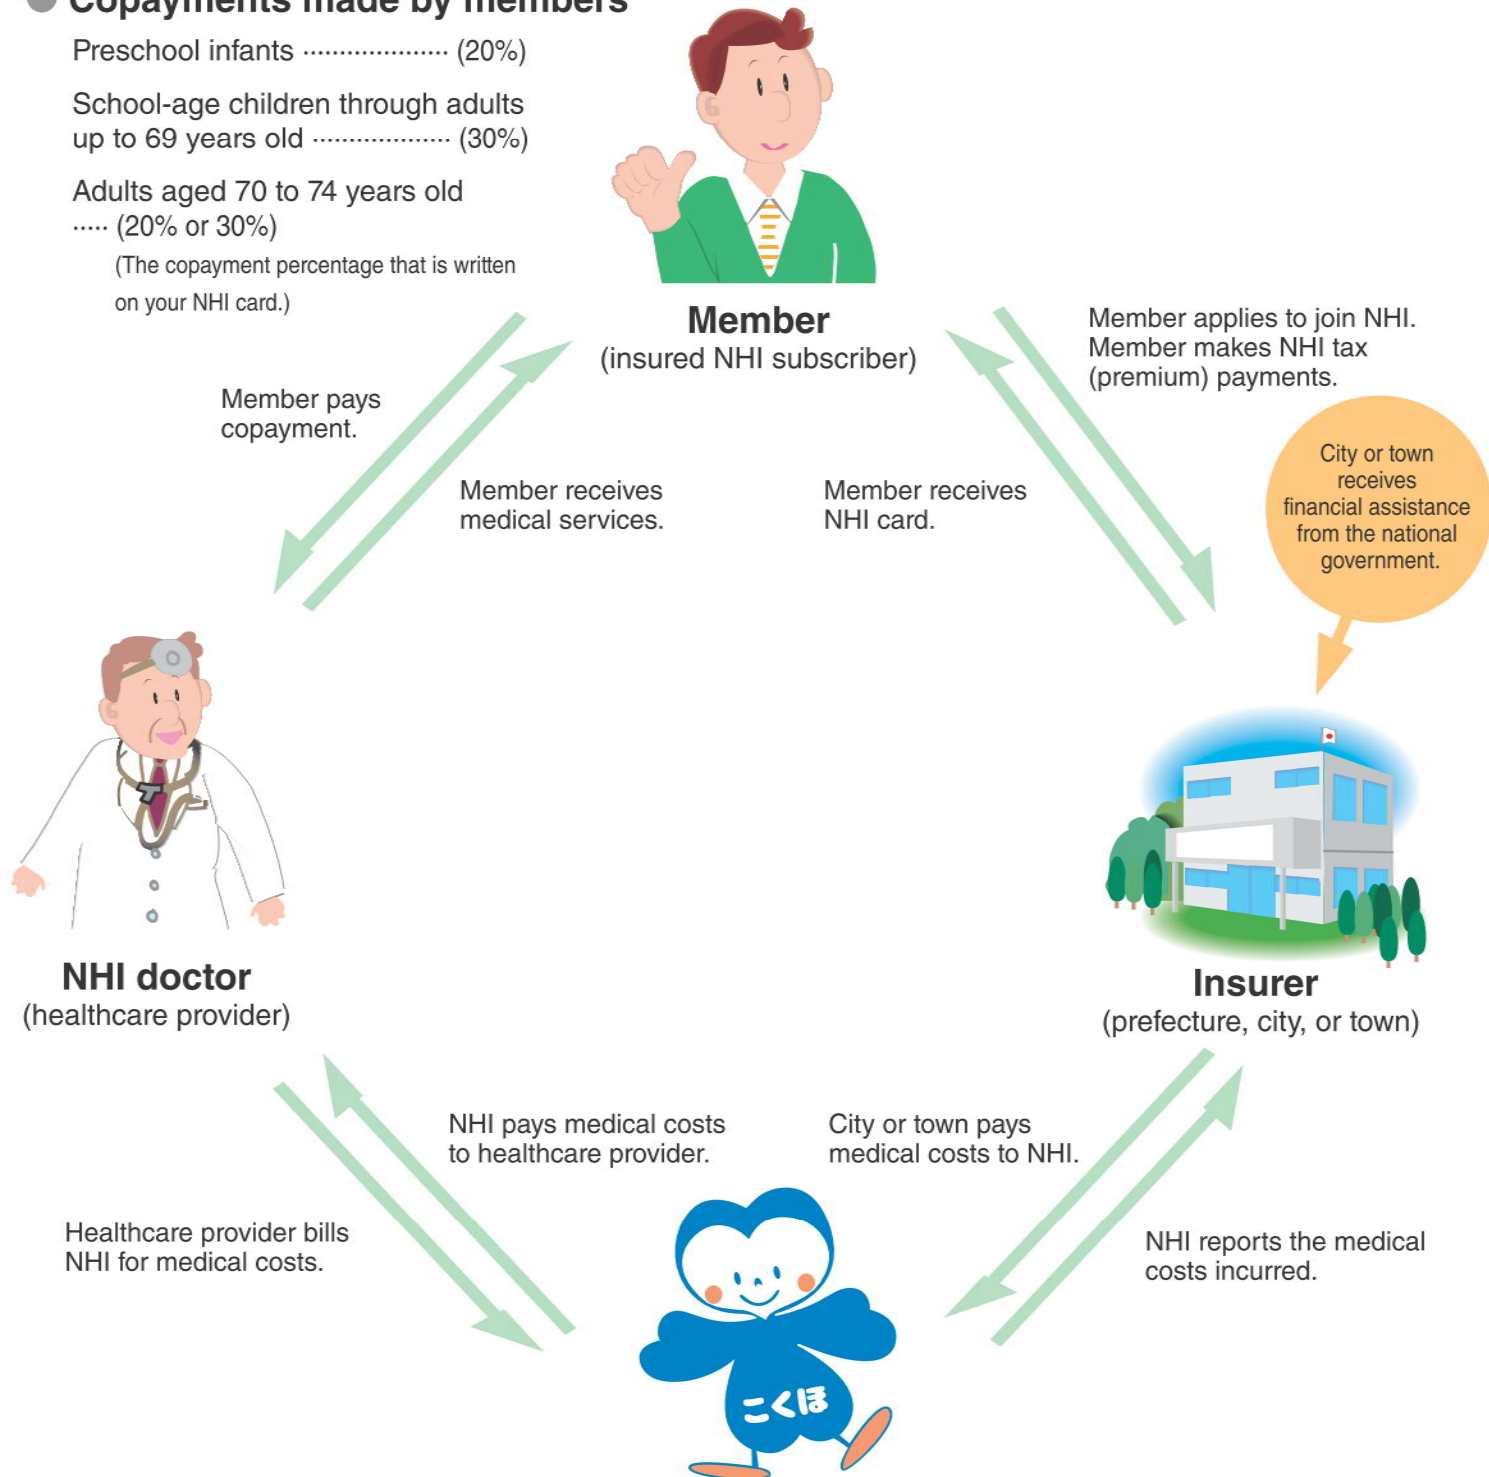 Copayments made by members
Preschool infants ···················· (20%)
School-age children through adults
up to 69 years old ··················· (30%)
Adults aged 70 to 74 years old
····· (20% or 30%)
(The copayment percentage that is written
on your NHI card.)
Member
(insured NHI subscriber)
Member applies to join NHI.
Member makes NHI tax
(premium) payments.
Member pays
copayment.
Member receives
medical services.
Member receives
NHI card.
City or town
receives
financial assistance
from the national
government.
NHI doctor
(healthcare provider)
Insurer
(prefecture, city, or town)
NHI pays medical costs
to healthcare provider.
City or town pays
medical costs to NHI.
Healthcare provider bills
NHI for medical costs.
NHI reports the medical
costs incurred.
こくほ